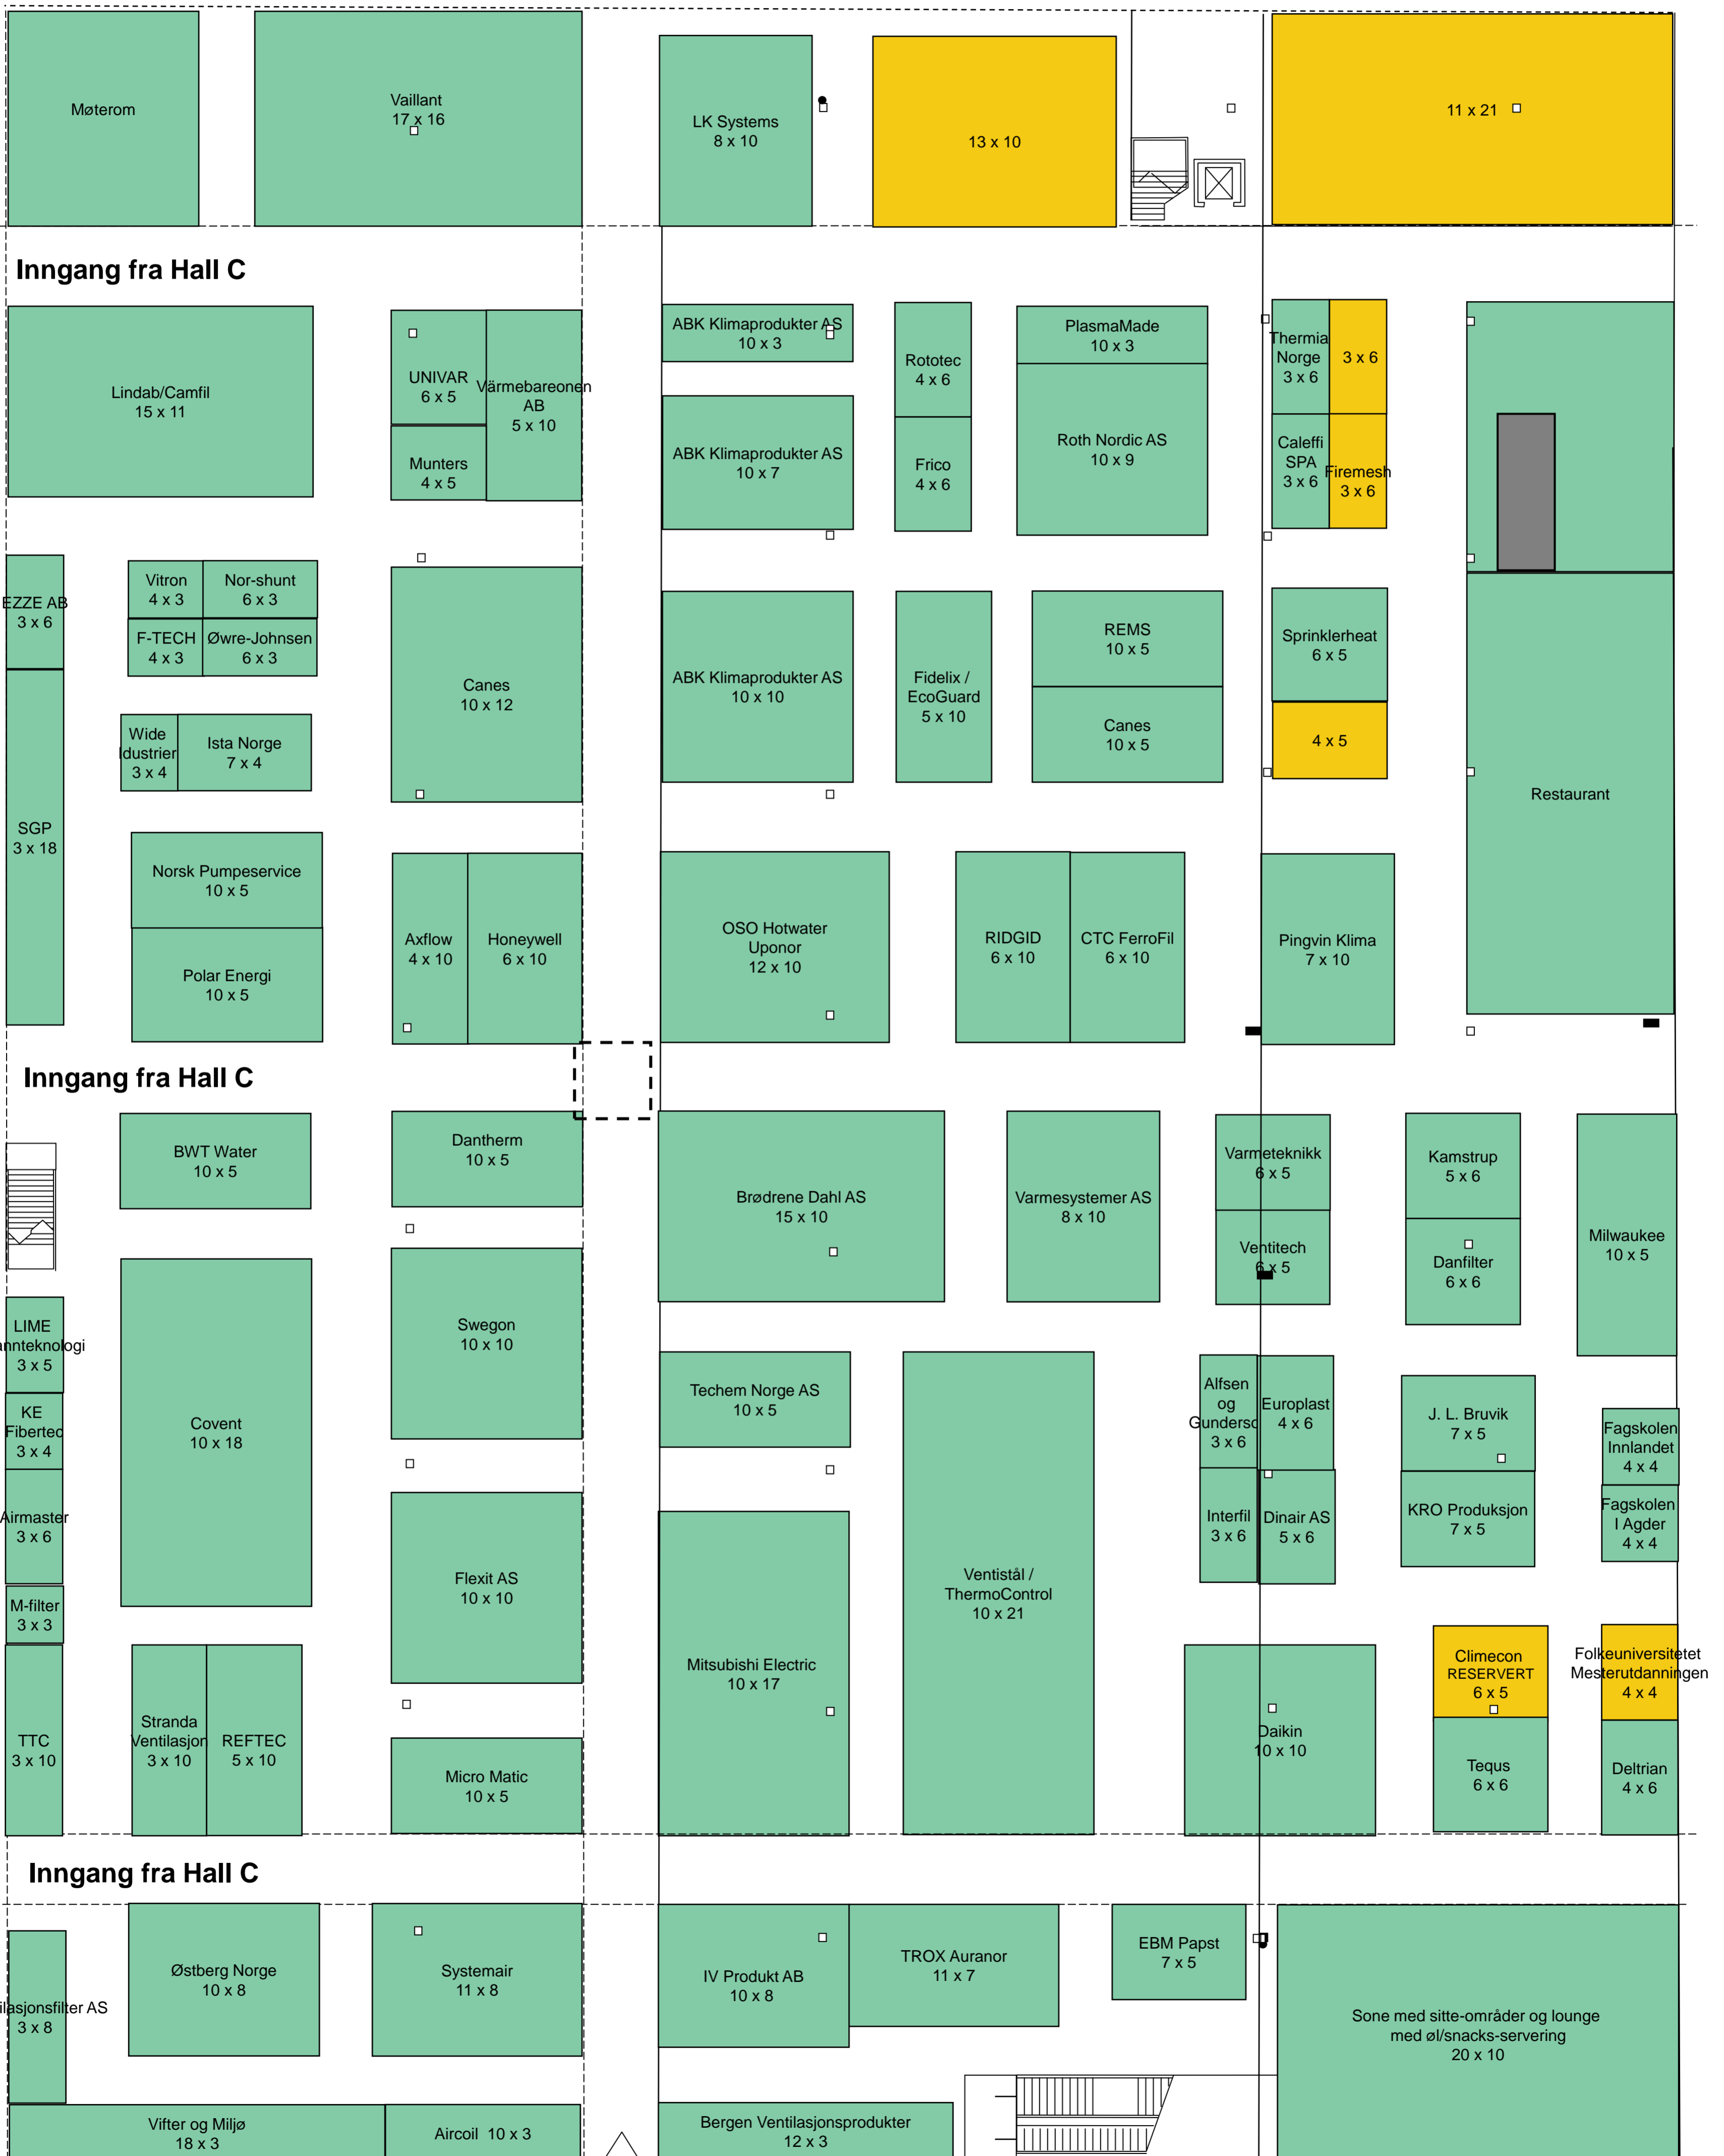 Møterom
Vaillant
17 x 16
LK Systems
8 x 10
13 x 10
11 x 21
Inngang fra Hall C
Lindab/Camfil
15 x 11
UNIVAR
6 x 5
Munters
4 x 5
Värmebareonen
AB
5 x 10
ABK Klimaprodukter AS
10 x 3
ABK Klimaprodukter AS
10 x 7
Rototec
4 x 6
Frico
4 x 6
PlasmaMade
10 x 3
Roth Nordic AS
10 x 9
Thermia
Norge
3 x 6
3 x 6
Caleffi
SPA
3 x 6
Firemesh
3 x 6
EZZE AB
3 x 6
Vitron
4 x 3
Nor-shunt
6 x 3
F-TECH
4 x 3
Øwre-Johnsen
6 x 3
Canes
10 x 12
ABK Klimaprodukter AS
10 x 10
Fidelix /
EcoGuard
5 x 10
REMS
10 x 5
Canes
10 x 5
Sprinklerheat
6 x 5
4 x 5
Restaurant
SGP
3 x 18
Wide
Idustrier
3 x 4
Ista Norge
7 x 4
Norsk Pumpeservice
10 x 5
Polar Energi
10 x 5
Axflow
4 x 10
Honeywell
6 x 10
OSO Hotwater
Uponor
12 x 10
RIDGID
6 x 10
CTC FerroFil
6 x 10
Pingvin Klima
7 x 10
Inngang fra Hall C
BWT Water
10 x 5
Dantherm
10 x 5
Brødrene Dahl AS
15 x 10
Varmesystemer AS
8 x 10
Varmeteknikk
6 x 5
Ventitech
6 x 5
Kamstrup
5 x 6
Danfilter
6 x 6
Milwaukee
10 x 5
LIME
annteknologi
3 x 5
KE
Fibertec
3 x 4
Airmaster
3 x 6
M-filter
3 x 3
TTC
3 x 10
Covent
10 x 18
Swegon
10 x 10
Flexit AS
10 x 10
Techem Norge AS
10 x 5
Mitsubishi Electric
10 x 17
Ventistål /
ThermoControl
10 x 21
Alfsen
og
Gunderso
3 x 6
Europlast
4 x 6
Interfil
3 x 6
Dinair AS
5 x 6
J. L. Bruvik
7 x 5
KRO Produksjon
7 x 5
Fagskolen
Innlandet
4 x 4
Fagskolen
I Agder
4 x 4
Stranda
Ventilasjon
3 x 10
REFTEC
5 x 10
Micro Matic
10 x 5
Daikin
10 x 10
Climecon
RESERVERT
6 x 5
Tequs
6 x 6
Folkeuniversitetet
Mesterutdanningen
4 x 4
Deltrian
4 x 6
Inngang fra Hall C
ilasjonsfilter AS
3 x 8
Østberg Norge
10 x 8
Systemair
11 x 8
IV Produkt AB
10 x 8
TROX Auranor
11 x 7
EBM Papst
7 x 5
Sone med sitte-områder og lounge
med øl/snacks-servering
20 x 10
Vifter og Miljø
18 x 3
Aircoil 10 x 3
Bergen Ventilasjonsprodukter
12 x 3